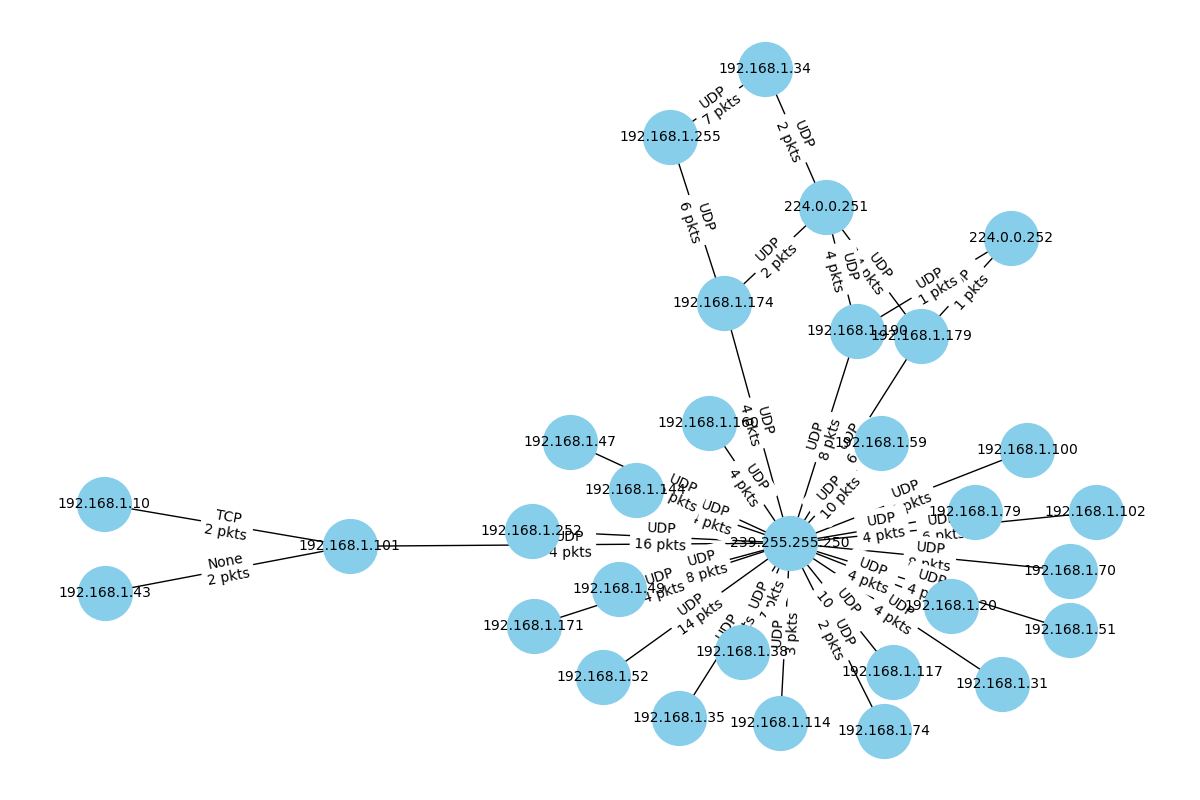 192.168.1.34
UDP
7 pkts
192.168.1.255
UDP
2 pkts
UDP
6 pkts
224.0.0.251
224.0.0.252
UDP
2 pkts
UDP
4 pkts
UDP
UDP
1 pkts
1 pkts
192.168.1.174
192.168.1.190
192.168.1.179
UDP
192.168.1.160
192.168.1.47
UDP
8 pkts
UDP
192.168.1.59
192.168.1.100
UDP
4 pkts
192.168.1.144
UDP
UDP
UDP
10 pkts
UDP
192.168.1.10
TCP
2 pkts
192.168.1.101
None
2 pkts
192.168.1.43
192.168.1.252
UDP
4 pkts
UDP
16 pkts
239.255.255.250
UDP
4 pkts
192.168.1.79
192.168.1.102
UDP
192.168.1.70
192.168.1.49
UDP
4 pkts
UDP
8 pkts
UDP
4 pkts
UDP
192.168.1.20
192.168.1.171
UDP
14 pkts
UDP
UDP
4 pkts
192.168.1.51
192.168.1.52
192.168.1.38
UDP
UDP
3 pkts
10
UDP
UDP
2 pkts
192.168.1.117
192.168.1.31
192.168.1.35
192.168.1.114
192.168.1.74